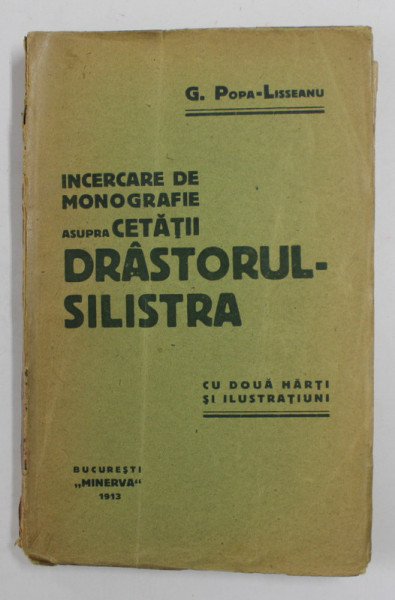 G. POPA-LISSEANU
INCERCARE DE
MONOGRAFIE
ASUPRA CETĂȚII
DRÂSTORUL-
SILISTRA
CU DOUĂ HĂRȚI
ȘI ILUSTRAȚIUNI
BUCUREȘTI
„MINERVA“
1913